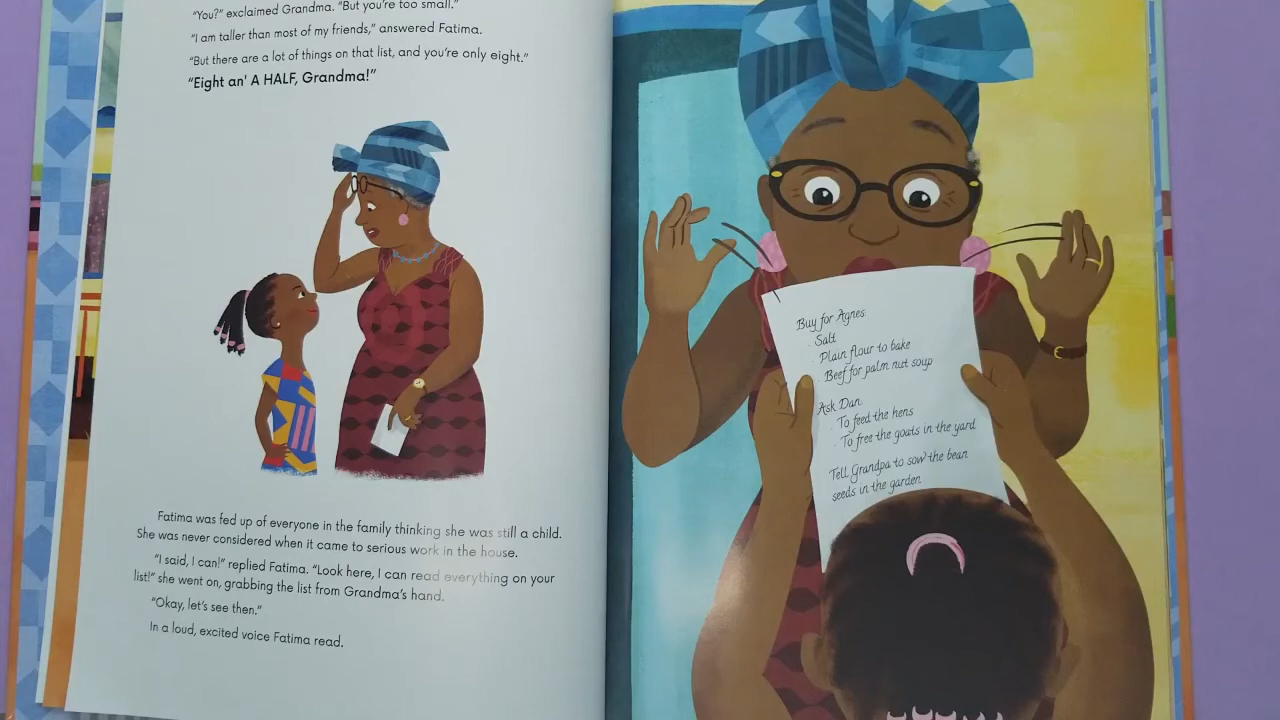 "You?" exclaimed Grandma. "But you're too small."
"I am taller than most of my friends," answered Fatima.
"But there are a lot of things on that list, and you're only eight."
"Eight an' A HALF, Grandma!"
Fatima was fed up of everyone in the family thinking she was still a child.
She was never considered when it came to serious work in the house.
"I said, I can!" replied Fatima. "Look here, I can read everything on your
list!" she went on, grabbing the list from Grandma's hand.
"Okay, let's see then."
In a loud, excited voice Fatima read.
Buy for Agnes:
· Salt
· Plain flour to bake
· Beef for palm nut soup
Ask Dan
· To feed the hens
· To free the goats in the yard
Tell Grandpa to sow the bean
seeds in the garden